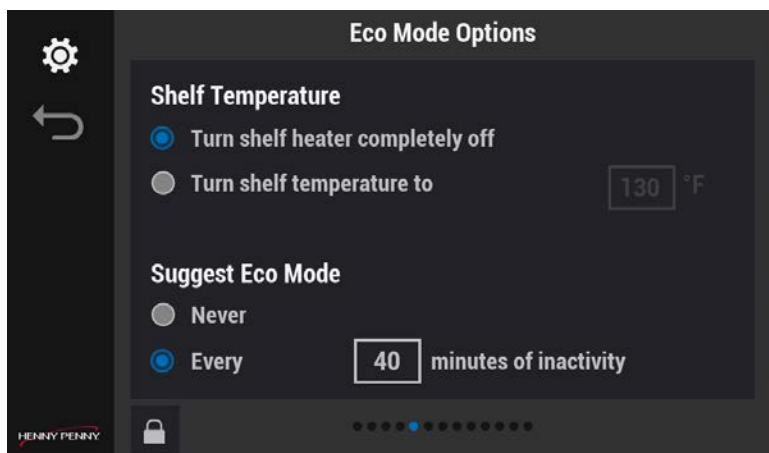 Eco Mode Options
Shelf Temperature
Turn shelf heater completely off
Turn shelf temperature to 130 °F
Suggest Eco Mode
Never
Every 40 minutes of inactivity
HENNY PENNY